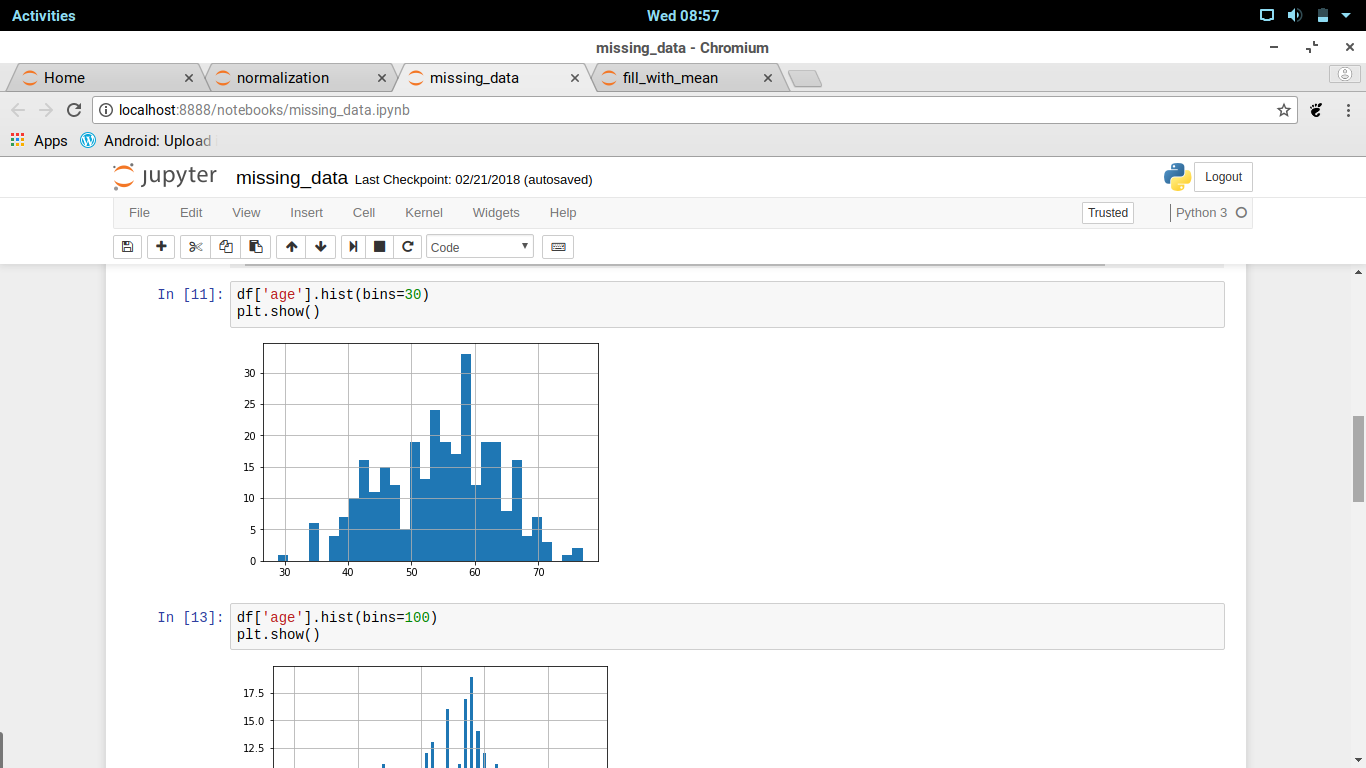 Activities Wed 08:57
missing_data - Chromium
Home normalization missing_data fill_with_mean
localhost:8888/notebooks/missing_data.ipynb
Apps Android: Upload
jupyter missing_data Last Checkpoint: 02/21/2018 (autosaved) Logout
File Edit View Insert Cell Kernel Widgets Help Trusted Python 3
Code
In [11]: df['age'].hist(bins=30)
plt.show()
30
25
20
15
10
5
0
30 40 50 60 70
In [13]: df['age'].hist(bins=100)
plt.show()
17.5
15.0
12.5